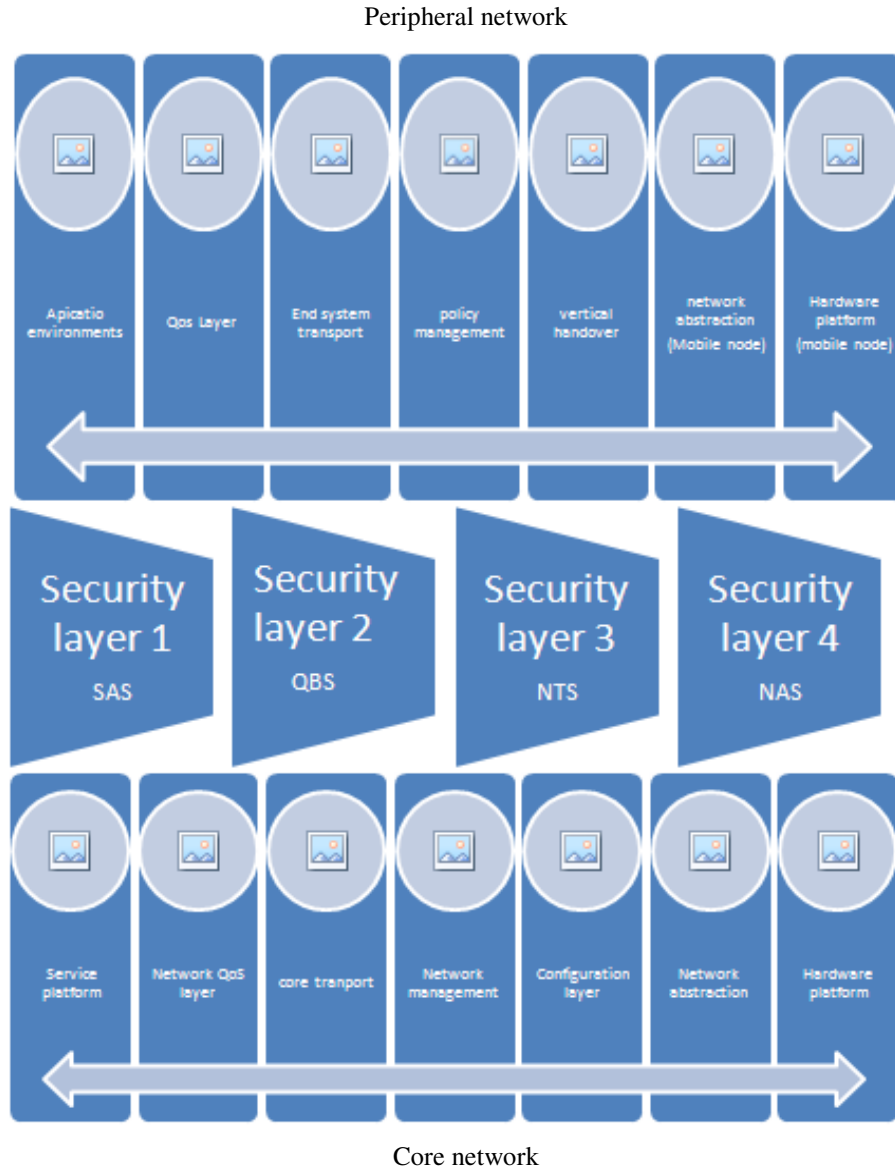 Peripheral network
Apicatio
environments
Qos Layer
End system
transport
policy
management
vertical
handover
network
abstraction
(Mobile node)
Hardware
platform
(mobile node)
Security
layer 1
SAS
Security
layer 2
QBS
Security
layer 3
NTS
Security
layer 4
NAS
Service
platform
Network QoS
layer
core tranport
Network
management
Configuration
layer
Network
abstraction
Hardware
platform
Core network